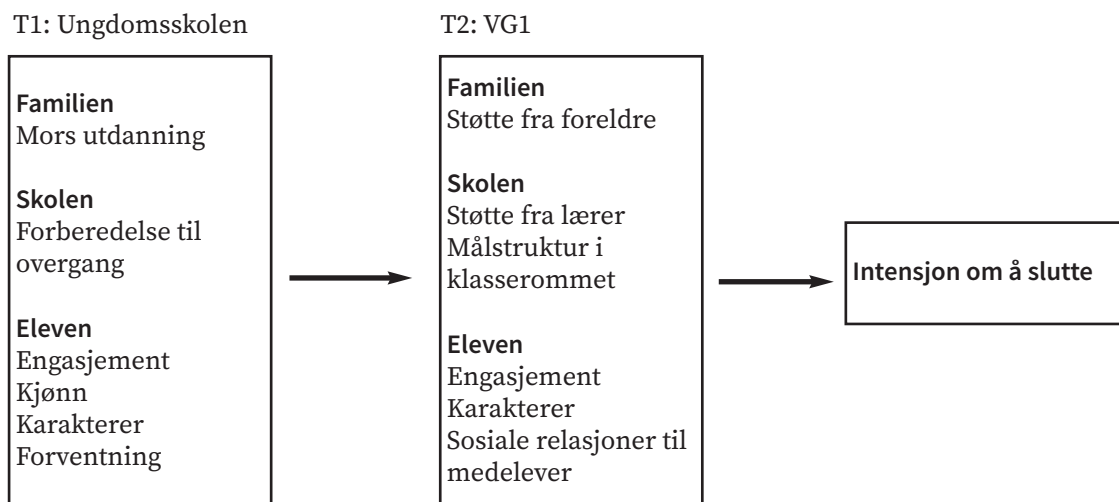 T1: Ungdomsskolen
Familien
Mors utdanning
Skolen
Forberedelse til
overgang
Eleven
Engasjement
Kjønn
Karakterer
Forventning
T2: VG1
Familien
Støtte fra foreldre
Skolen
Støtte fra lærer
Målstruktur i
klasserommet
Eleven
Engasjement
Karakterer
Sosiale relasjoner til
medelever
Intensjon om å slutte